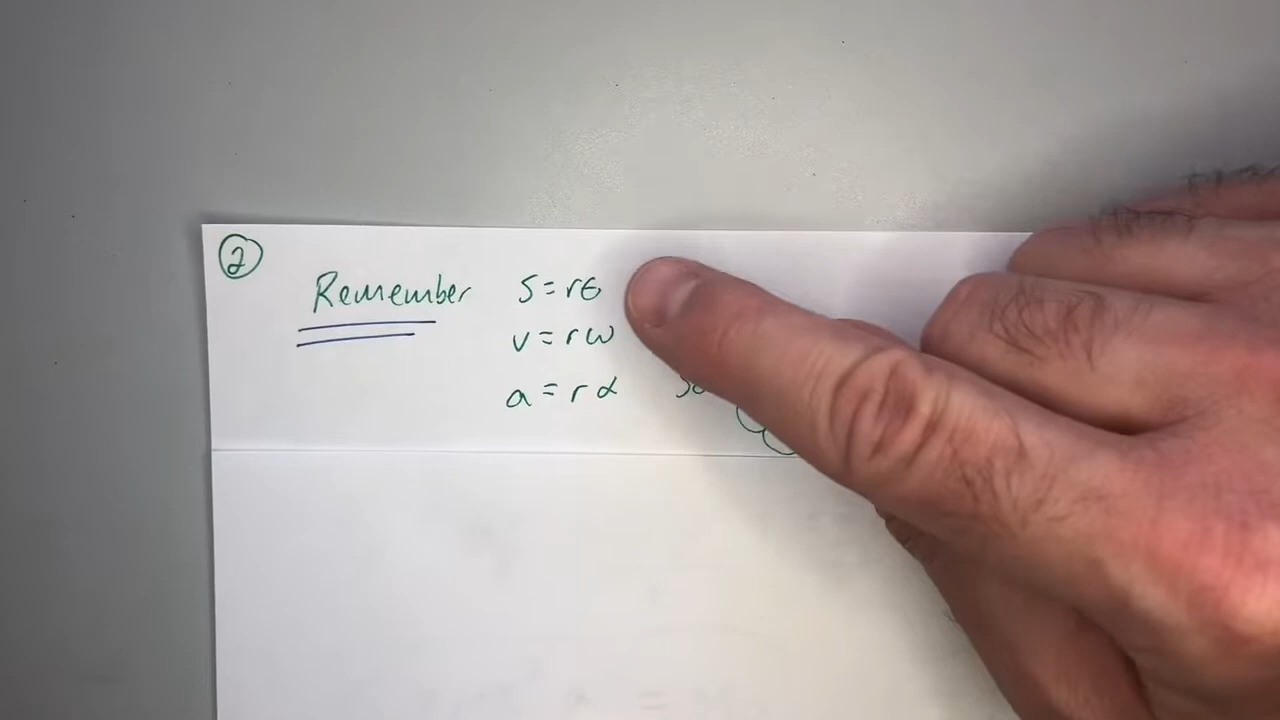 ②
Remember s=rθ
v=rω
a=rα